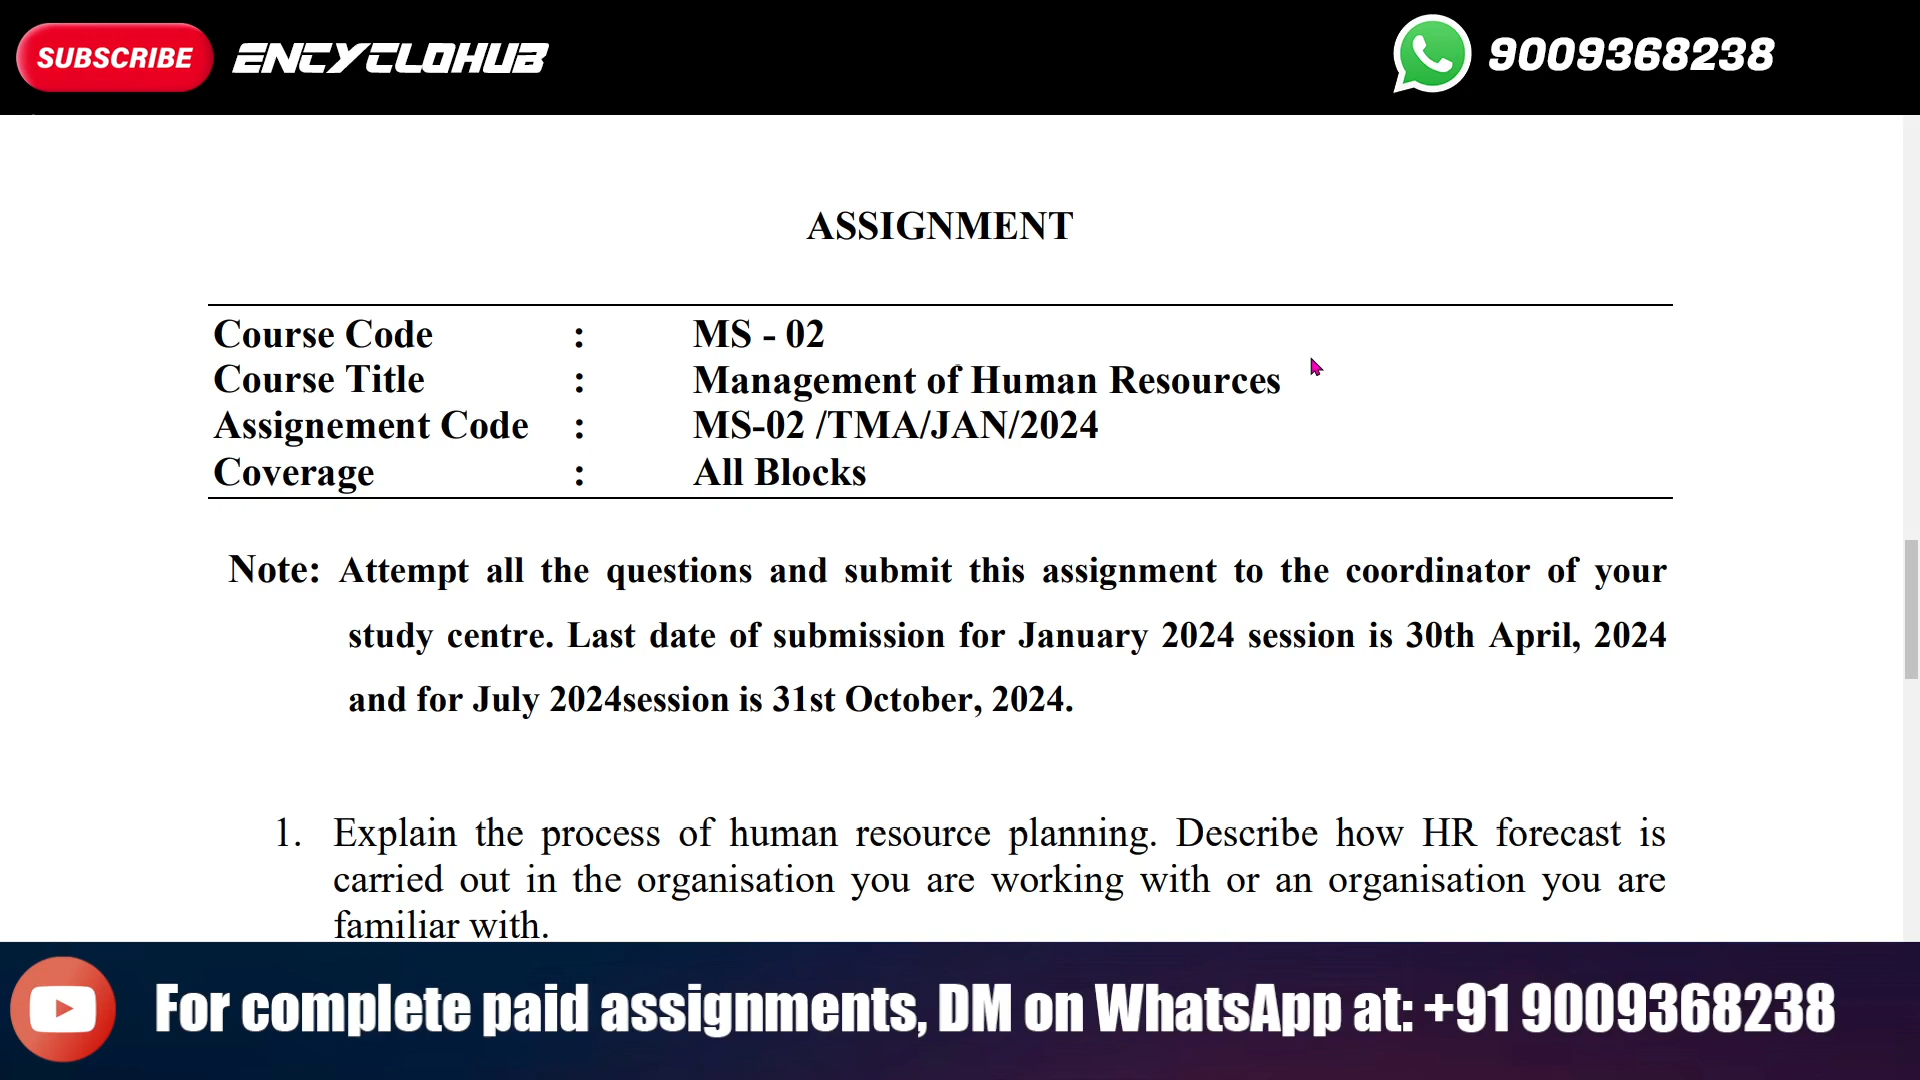 SUBSCRIBE ENCYCLOHUB 9009368238
ASSIGNMENT
Course Code : MS - 02
Course Title : Management of Human Resources
Assignement Code : MS-02 /TMA/JAN/2024
Coverage : All Blocks
Note: Attempt all the questions and submit this assignment to the coordinator of your
study centre. Last date of submission for January 2024 session is 30th April, 2024
and for July 2024session is 31st October, 2024.
1. Explain the process of human resource planning. Describe how HR forecast is
carried out in the organisation you are working with or an organisation you are
familiar with.
For complete paid assignments, DM on WhatsApp at: +91 9009368238